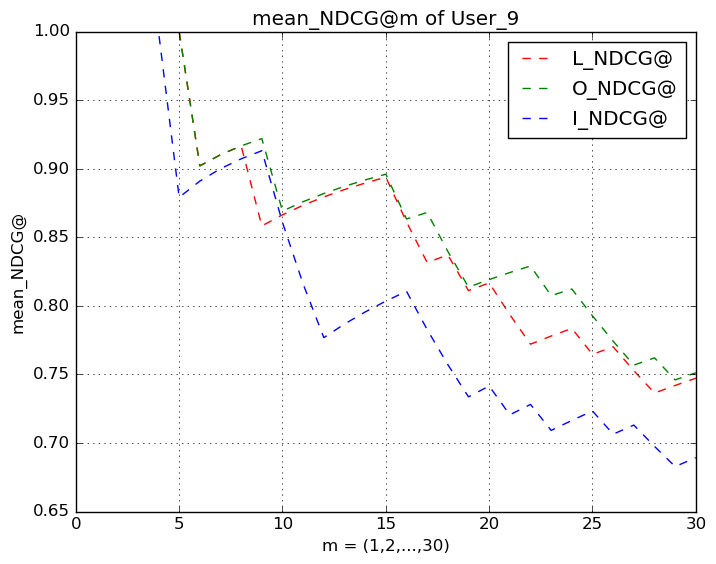 mean_NDCG@m of User_9
1.00
0.95
0.90
0.85
0.80
0.75
0.70
0.65
mean_NDCG@
L_NDCG@
O_NDCG@
I_NDCG@
0 5 10 15 20 25 30
m = (1,2,...,30)